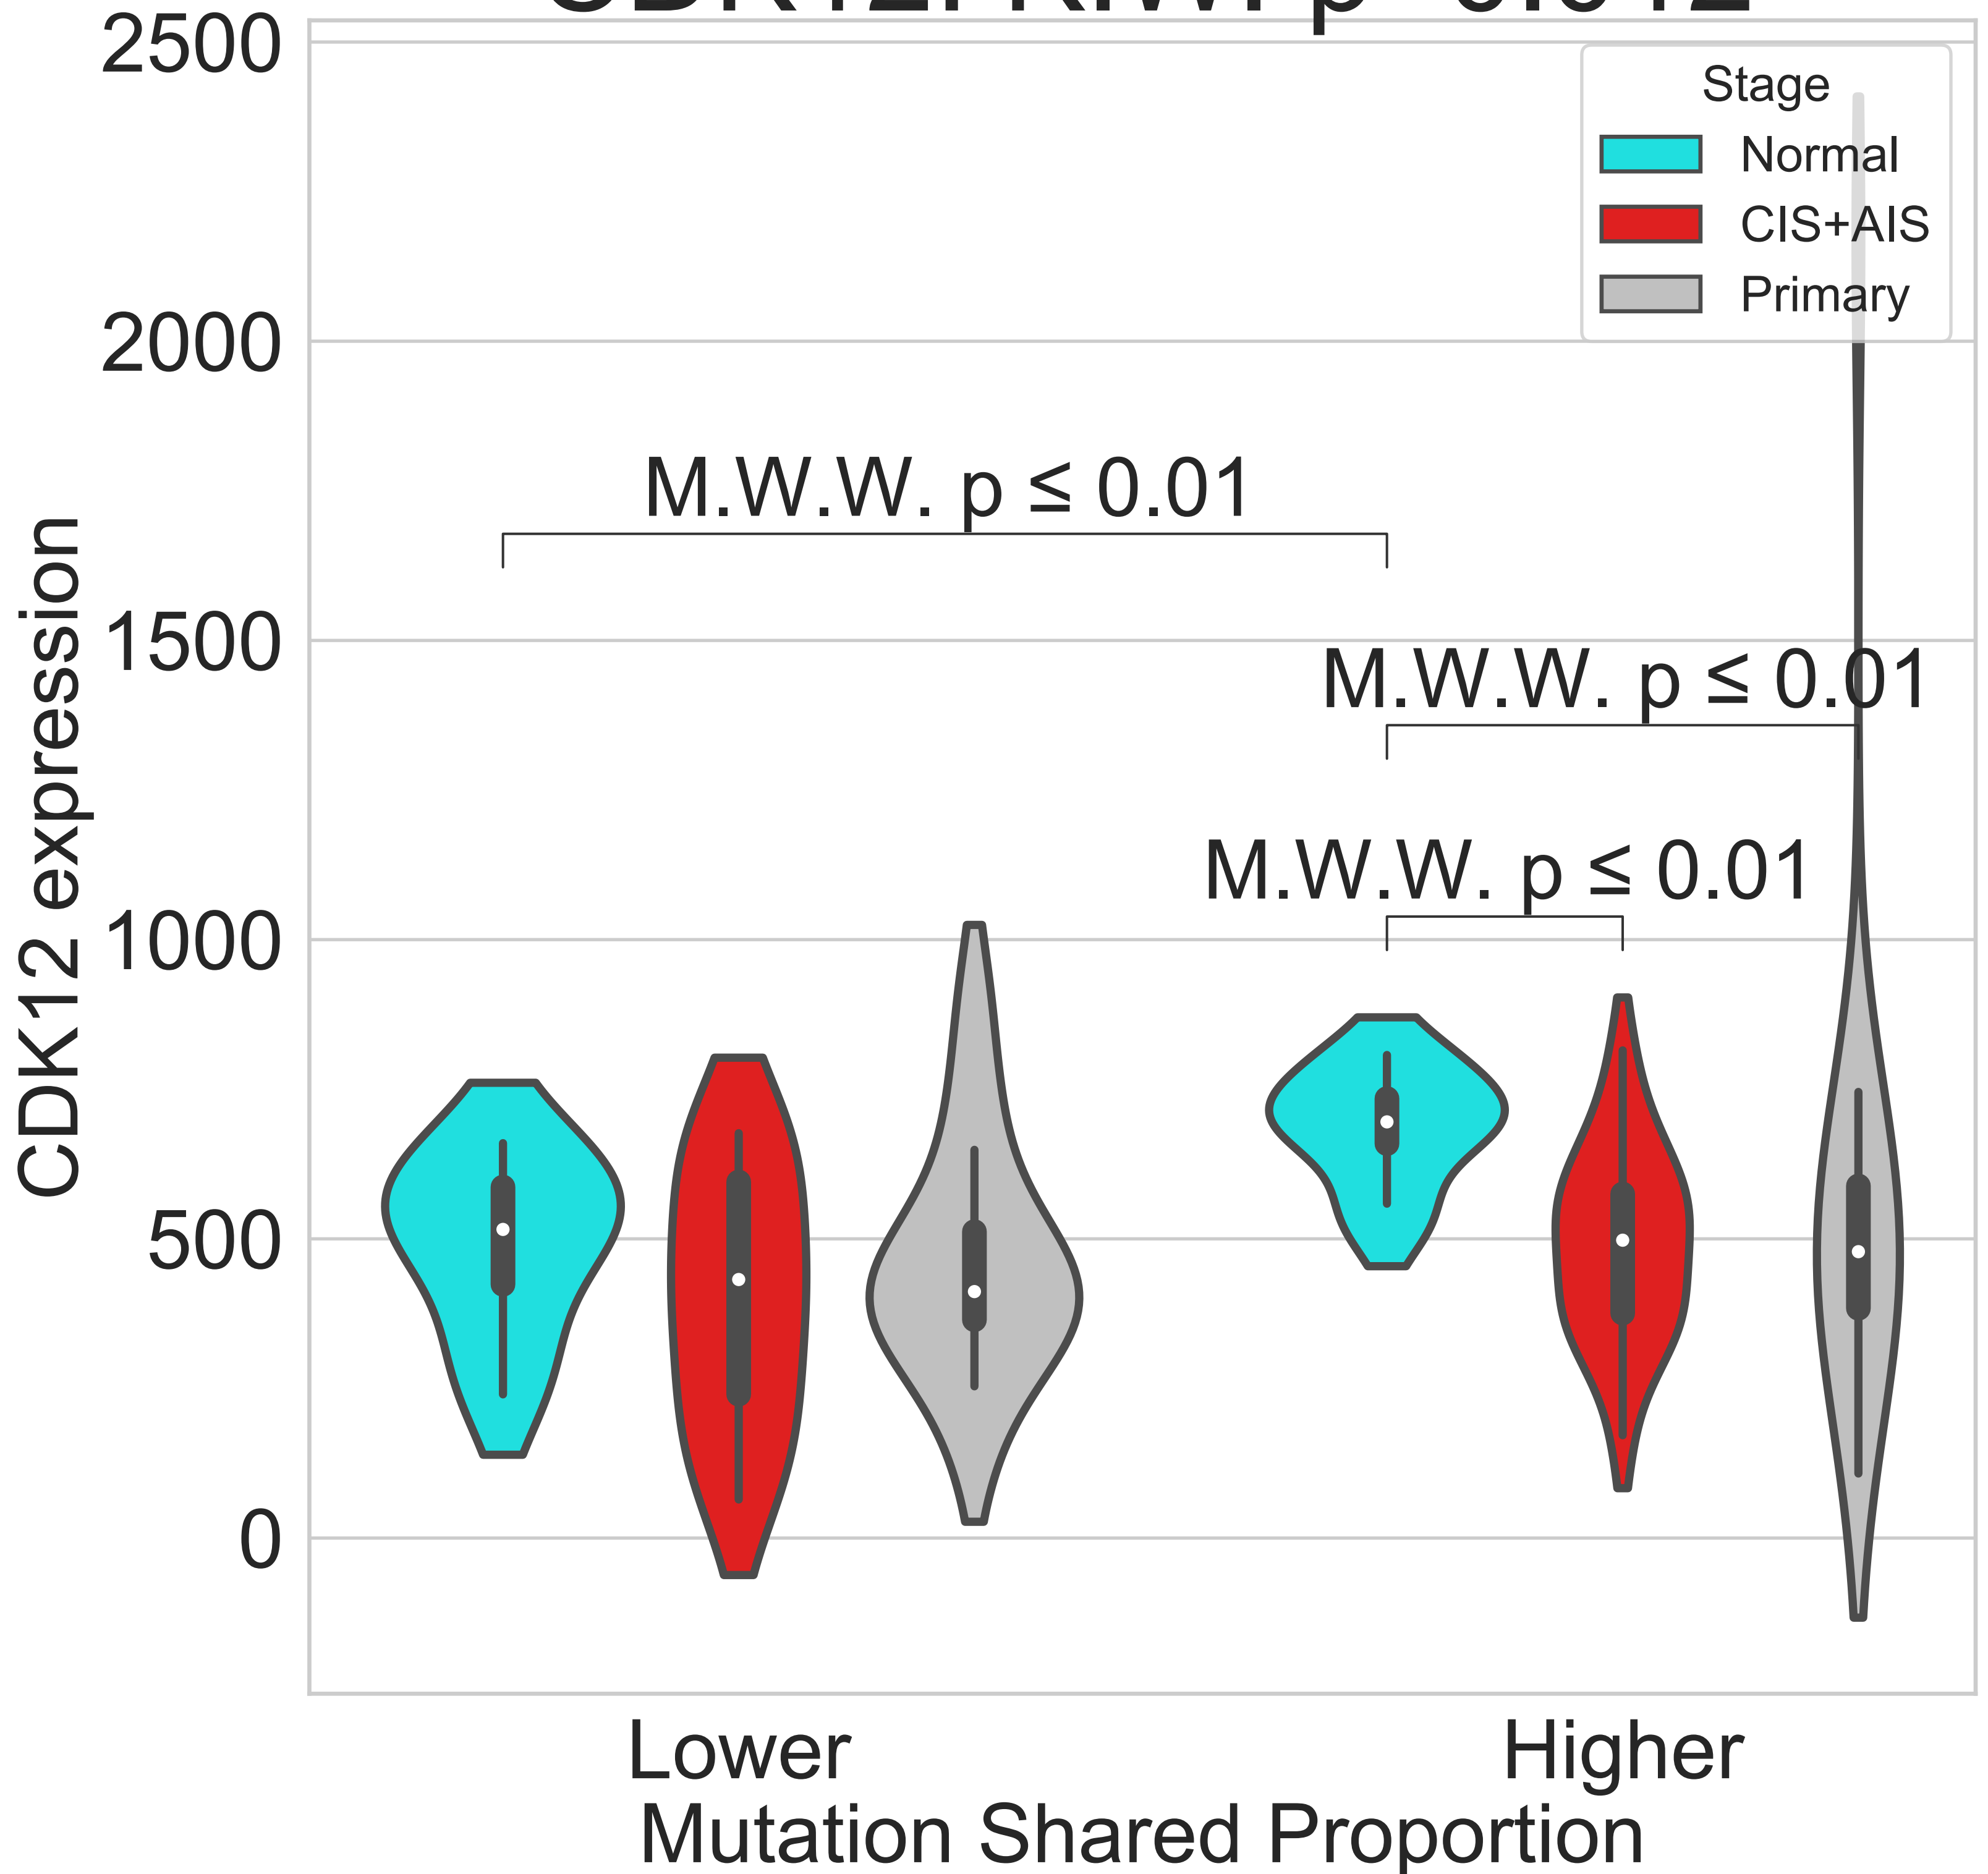 2500
2000
1500
1000
500
0
CDK12 expression
Stage
Normal
CIS+AIS
Primary
M.W.W. p ≤ 0.01
M.W.W. p ≤ 0.01
M.W.W. p ≤ 0.01
Lower Higher
Mutation Shared Proportion